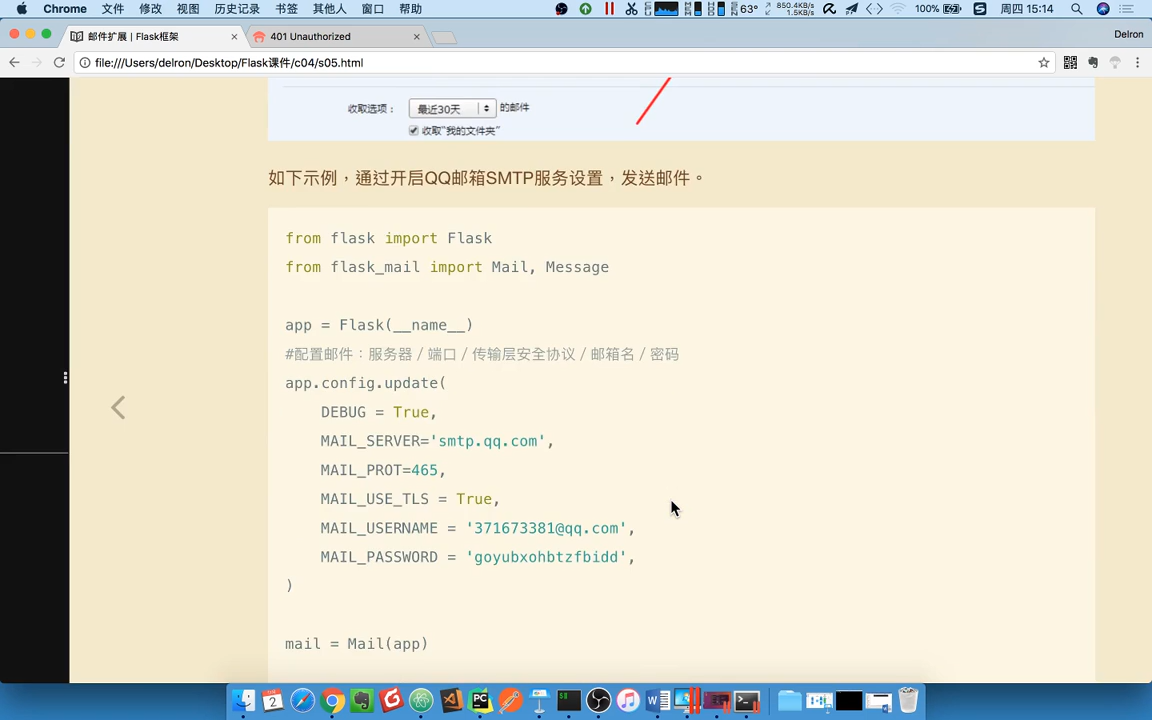 Chrome 文件 修改 视图 历史记录 书签 其他人 窗口 帮助
63° 850.4KB/s 1.5KB/s 100% 周四 15:14
邮件扩展 | Flask框架 401 Unauthorized Delron
file:///Users/delron/Desktop/Flask课件/c04/s05.html
收取选项： 最近30天 的邮件
收取“我的文件夹”
如下示例，通过开启QQ邮箱SMTP服务设置，发送邮件。
from flask import Flask
from flask_mail import Mail, Message
app = Flask(__name__)
#配置邮件：服务器／端口／传输层安全协议／邮箱名／密码
app.config.update(
DEBUG = True,
MAIL_SERVER='smtp.qq.com',
MAIL_PROT=465,
MAIL_USE_TLS = True,
MAIL_USERNAME = '371673381@qq.com',
MAIL_PASSWORD = 'goyubxohbtzfbidd',
)
mail = Mail(app)